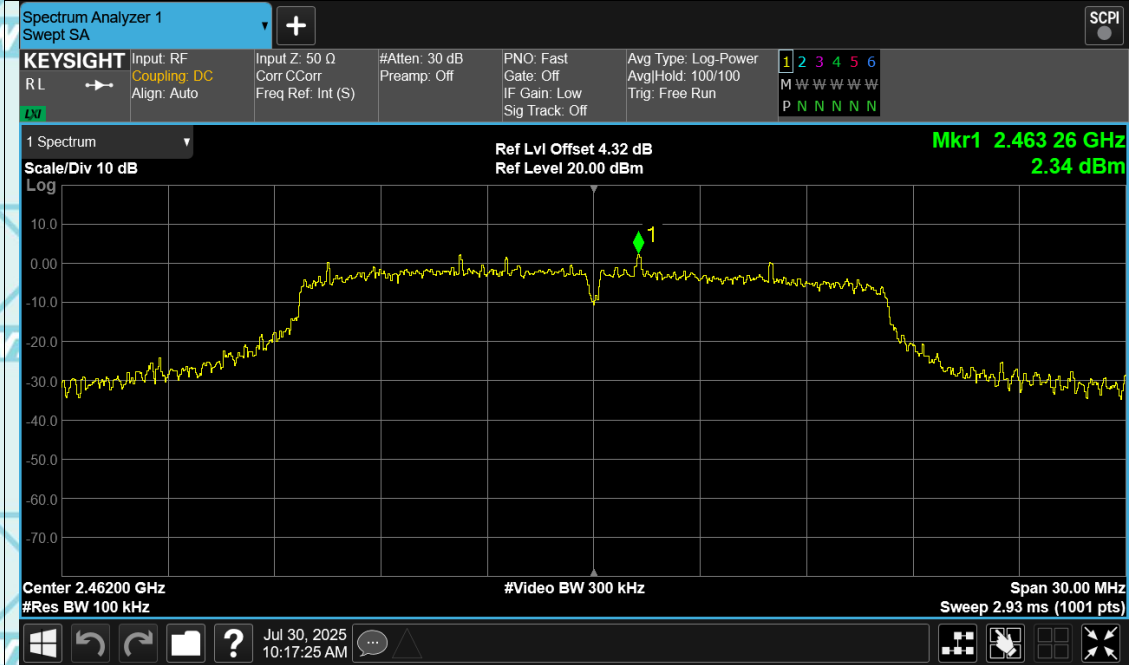 Spectrum Analyzer 1
Swept SA
+
SCPI
KEYSIGHT
R L
LXI
Input: RF
Coupling: DC
Align: Auto
Input Z: 50 Ω
Corr CCorr
Freq Ref: Int (S)
#Atten: 30 dB
Preamp: Off
PNO: Fast
Gate: Off
IF Gain: Low
Sig Track: Off
Avg Type: Log-Power
Avg|Hold: 100/100
Trig: Free Run
1 2 3 4 5 6
M W W W W W
P N N N N N
1 Spectrum
Scale/Div 10 dB
Log
Ref Lvl Offset 4.32 dB
Ref Level 20.00 dBm
Mkr1 2.463 26 GHz
2.34 dBm
1
10.0
0.00
-10.0
-20.0
-30.0
-40.0
-50.0
-60.0
-70.0
Center 2.46200 GHz
#Res BW 100 kHz
#Video BW 300 kHz
Span 30.00 MHz
Sweep 2.93 ms (1001 pts)
?
Jul 30, 2025
10:17:25 AM